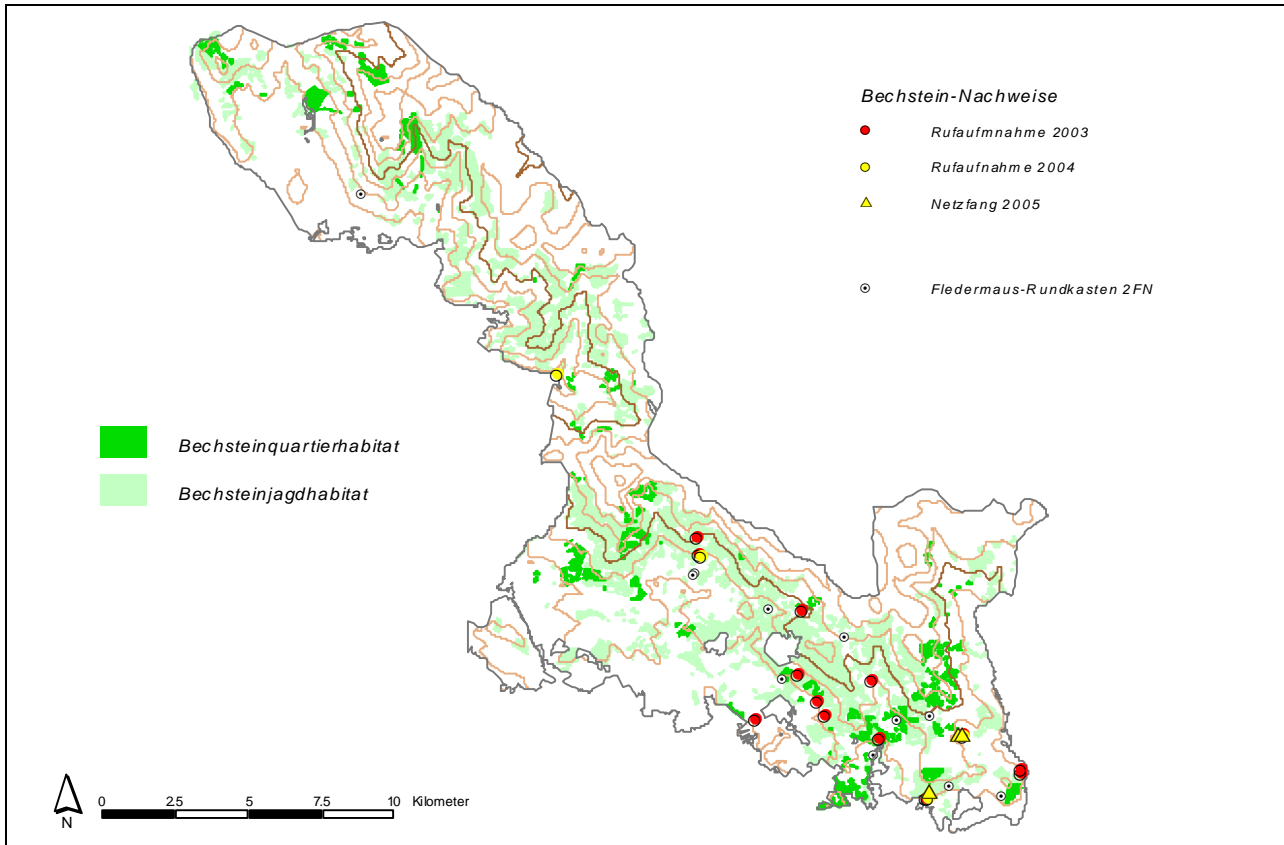 Bechstein-Nachweise
Rufaufmnahme 2003
Rufaufnahme 2004
Netzfang 2005
Fledermaus-Rundkasten 2FN
Bechsteinquartierhabitat
Bechsteinjagdhabitat
0 2.5 5 7.5 10 Kilometer
N